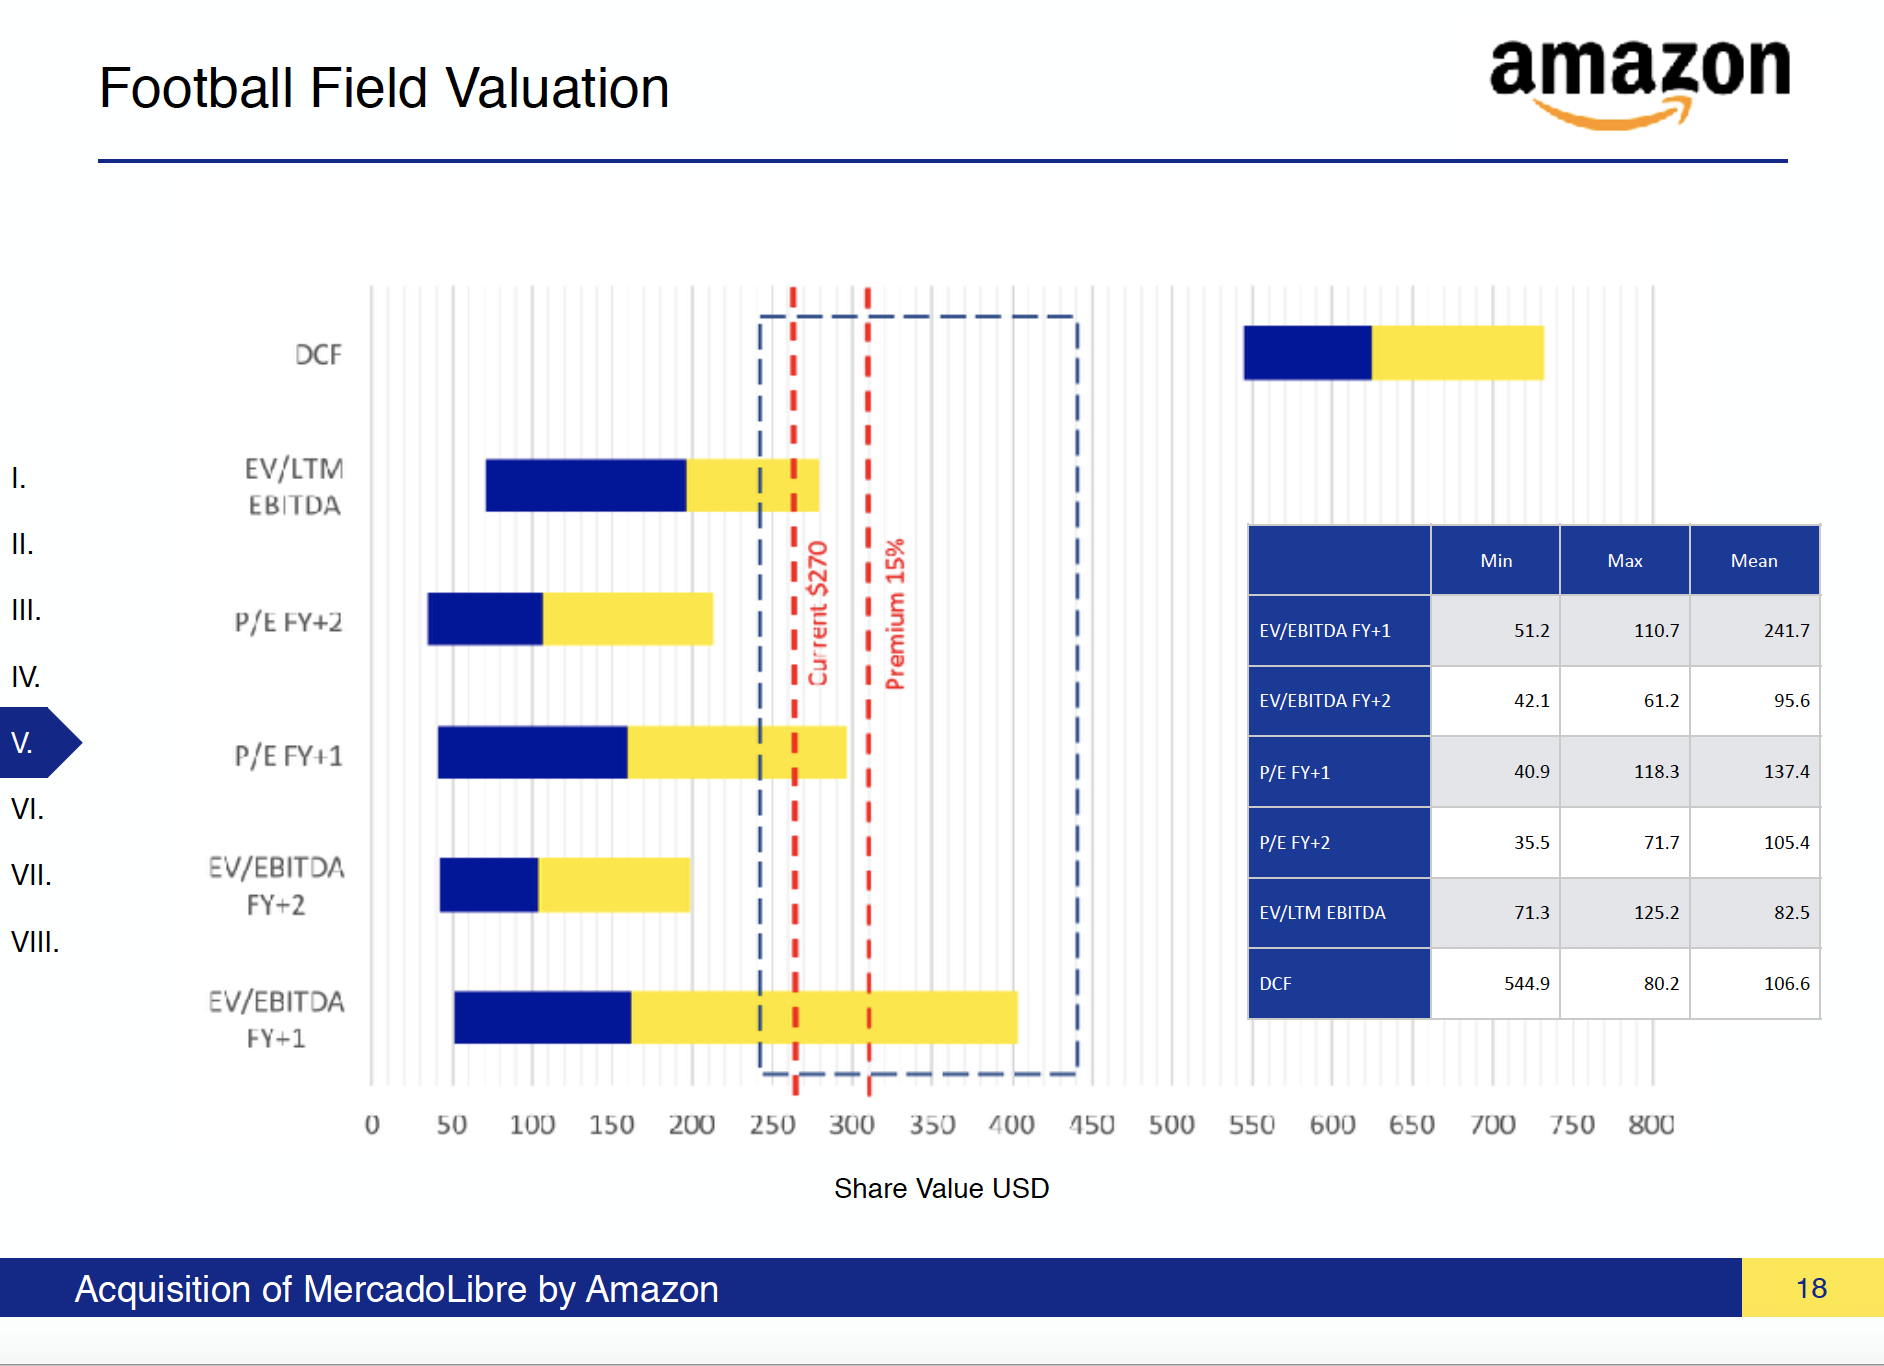 Football Field Valuation
amazon
I.
II.
III.
IV.
V.
VI.
VII.
VIII.
DCF
EV/LTM
EBITDA
P/E FY+2
P/E FY+1
EV/EBITDA
FY+2
EV/EBITDA
FY+1
Current $270
Premium 15%
0 50 100 150 200 250 300 350 400 450 500 550 600 650 700 750 800
Share Value USD
Min Max Mean
EV/EBITDA FY+1 51.2 110.7 241.7
EV/EBITDA FY+2 42.1 61.2 95.6
P/E FY+1 40.9 118.3 137.4
P/E FY+2 35.5 71.7 105.4
EV/LTM EBITDA 71.3 125.2 82.5
DCF 544.9 80.2 106.6
Acquisition of MercadoLibre by Amazon
18